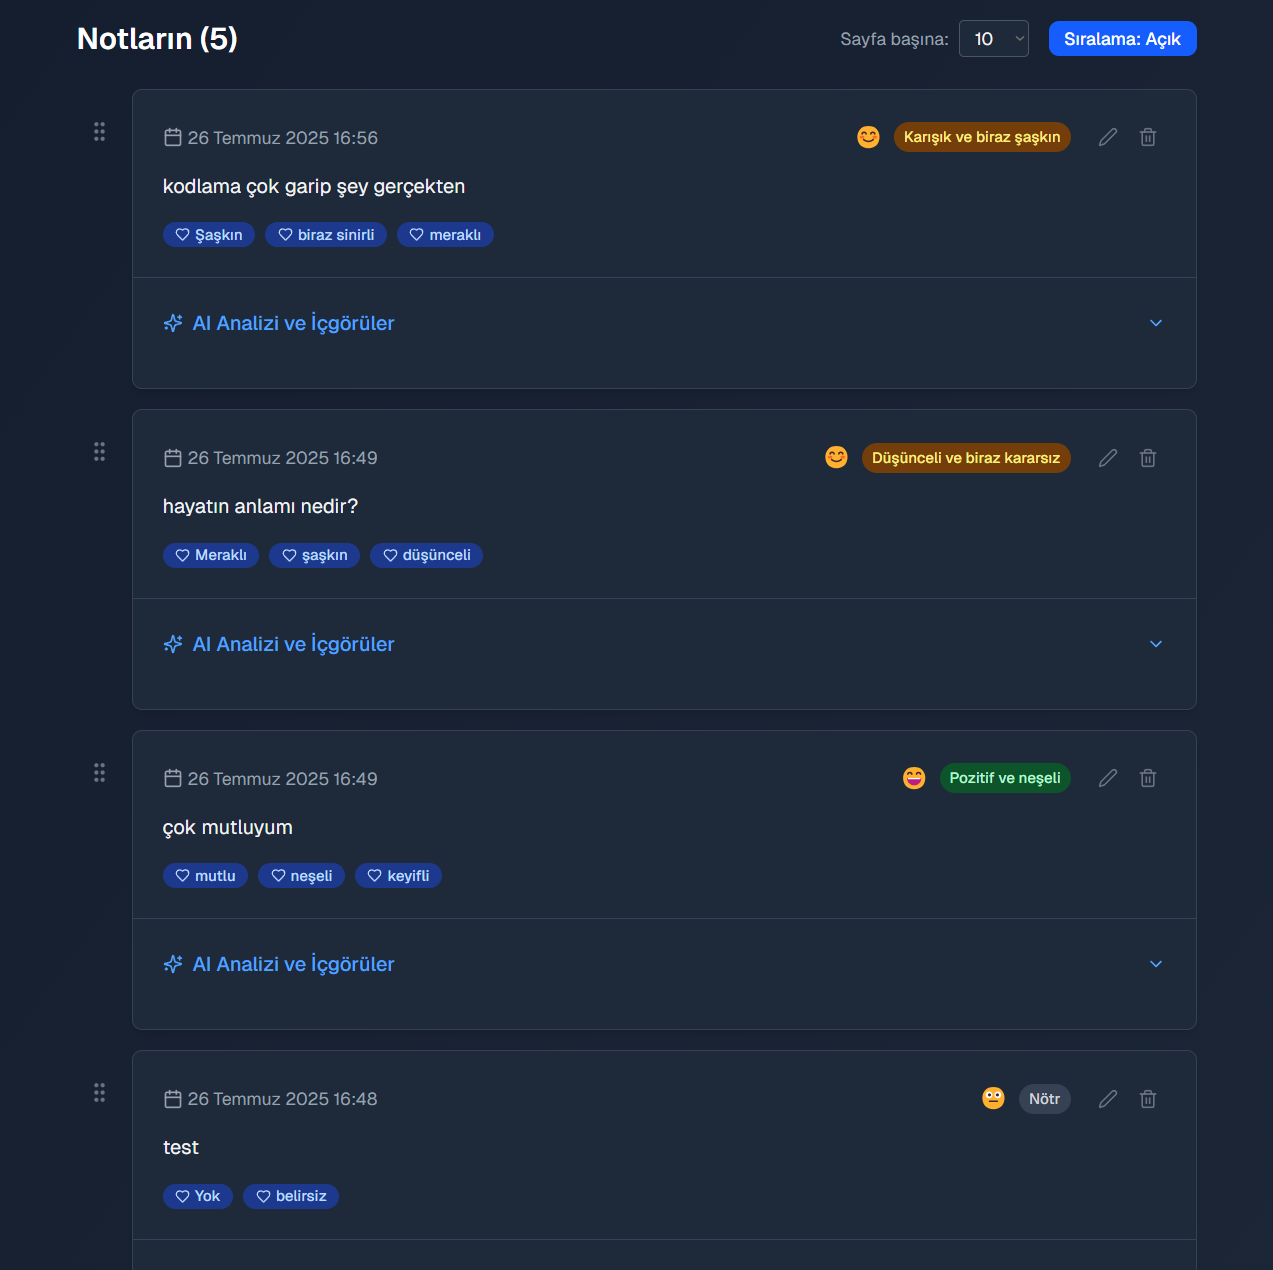 Notların (5)
Sayfa başına: 10 Sıralama: Açık
26 Temmuz 2025 16:56 Karışık ve biraz şaşkın
kodlama çok garip şey gerçekten
Şaşkın biraz sinirli meraklı
AI Analizi ve İçgörüler
26 Temmuz 2025 16:49 Düşünceli ve biraz kararsız
hayatın anlamı nedir?
Meraklı şaşkın düşünceli
AI Analizi ve İçgörüler
26 Temmuz 2025 16:49 Pozitif ve neşeli
çok mutluyum
mutlu neşeli keyifli
AI Analizi ve İçgörüler
26 Temmuz 2025 16:48 Nötr
test
Yok belirsiz